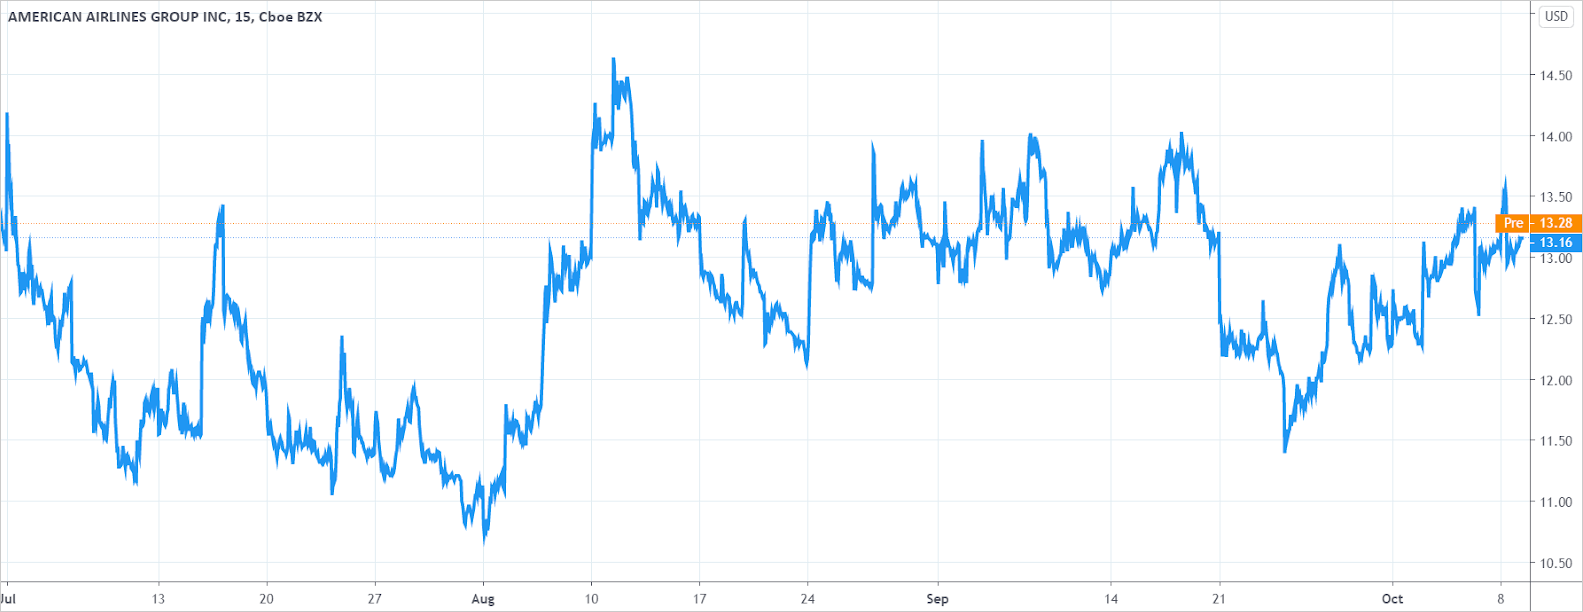 AMERICAN AIRLINES GROUP INC, 15, Cboe BZX
USD
14.50
14.00
13.50
Pre 13.28
13.16
13.00
12.50
12.00
11.50
11.00
10.50
Jul 13 20 27 Aug 10 17 24 Sep 14 21 Oct 8